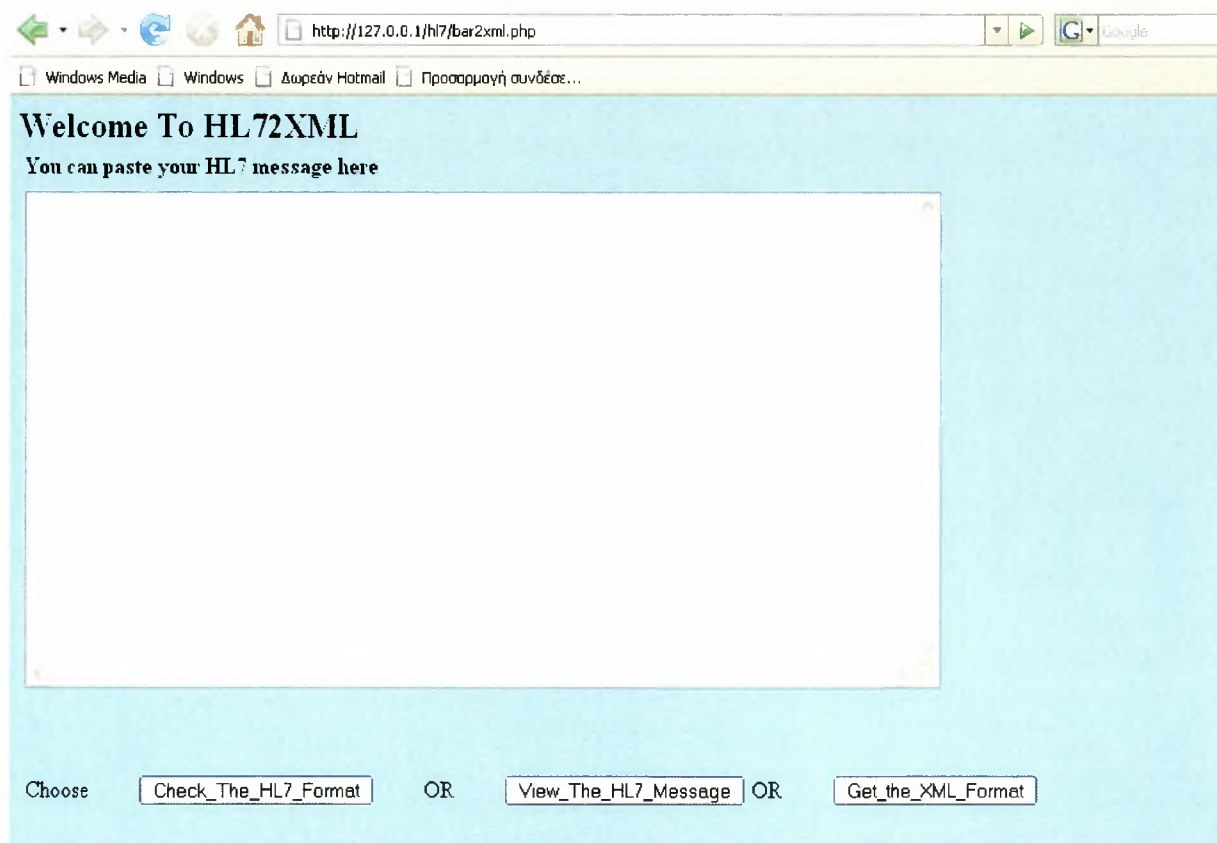 http://127.0.0.1/hl7/bar2xml.php
G Google
Windows Media Windows Δωρεάν Hotmail Προσαρμογή συνδέσε...
Welcome To HL72XML
You can paste your HL7 message here
Choose Check_The_HL7_Format OR View_The_HL7_Message OR Get_the_XML_Format